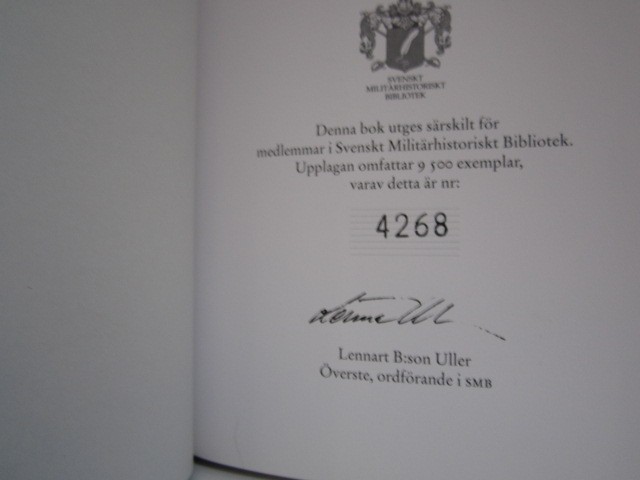 SVENSKT
MILITÄRHISTORISKT
BIBLIOTEK
Denna bok utges särskilt för
medlemmar i Svenskt Militärhistoriskt Bibliotek.
Upplagan omfattar 9 500 exemplar,
varav detta är nr:
4268
Lennart B:son Uller
Överste, ordförande i SMB